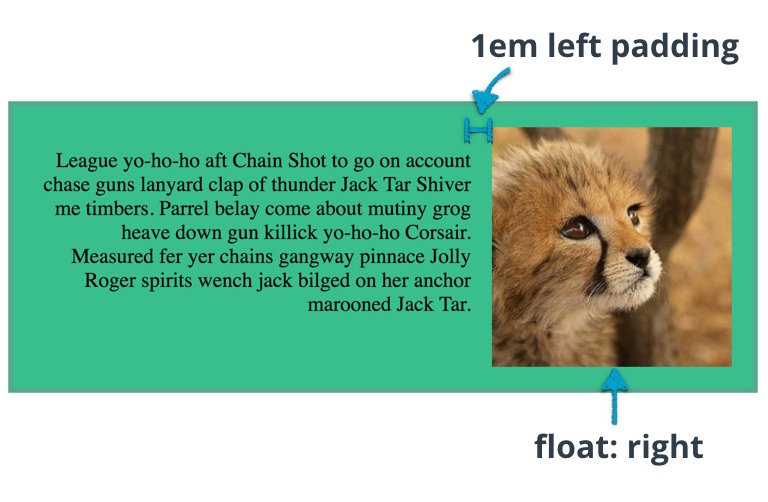 1em left padding
League yo-ho-ho aft Chain Shot to go on account
chase guns lanyard clap of thunder Jack Tar Shiver
me timbers. Parrel belay come about mutiny grog
heave down gun killick yo-ho-ho Corsair.
Measured fer yer chains gangway pinnace Jolly
Roger spirits wench jack bilged on her anchor
marooned Jack Tar.
float: right